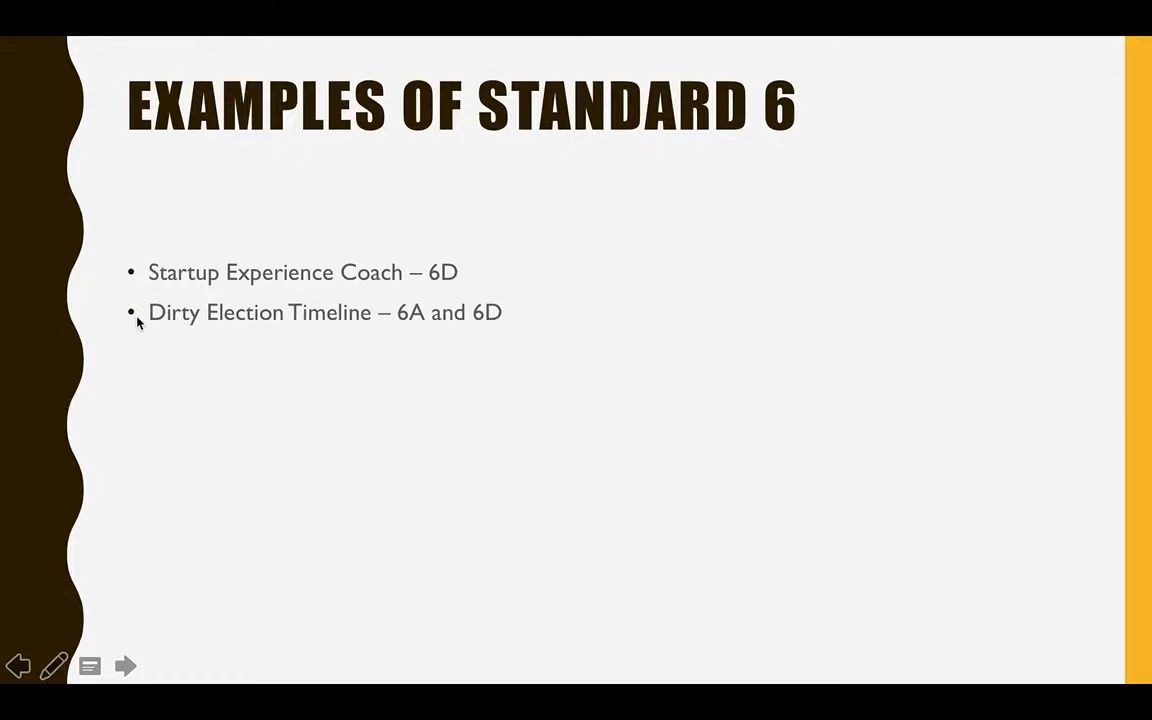 EXAMPLES OF STANDARD 6
• Startup Experience Coach – 6D
• Dirty Election Timeline – 6A and 6D